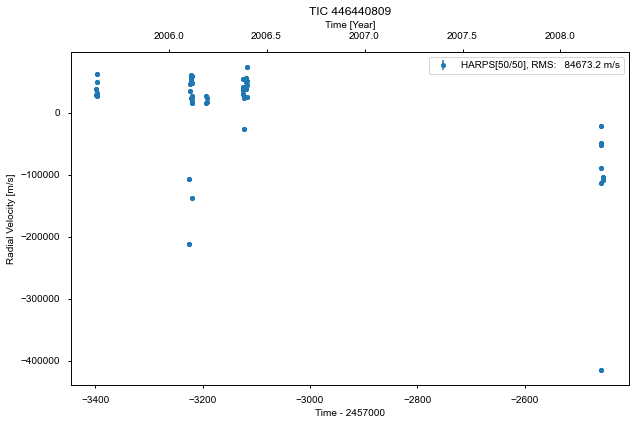 TIC 446440809
Time [Year]
2006.0 2006.5 2007.0 2007.5 2008.0
HARPS[50/50], RMS: 84673.2 m/s
0
−100000
−200000
−300000
−400000
Radial Velocity [m/s]
−3400 −3200 −3000 −2800 −2600
Time - 2457000